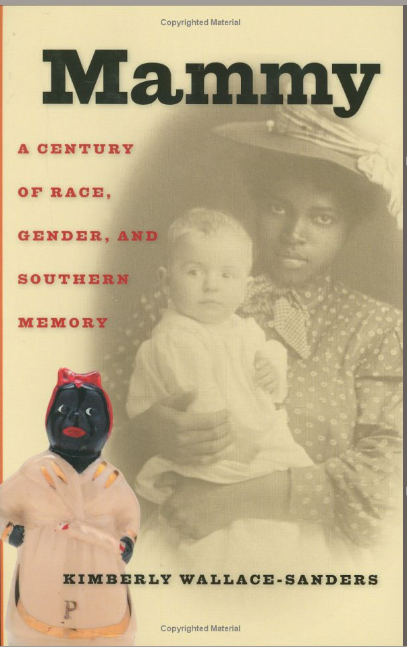 Copyrighted Material
Mammy
A CENTURY
OF RACE,
GENDER, AND
SOUTHERN
MEMORY
P
KIMBERLY WALLACE-SANDERS
Copyrighted Material